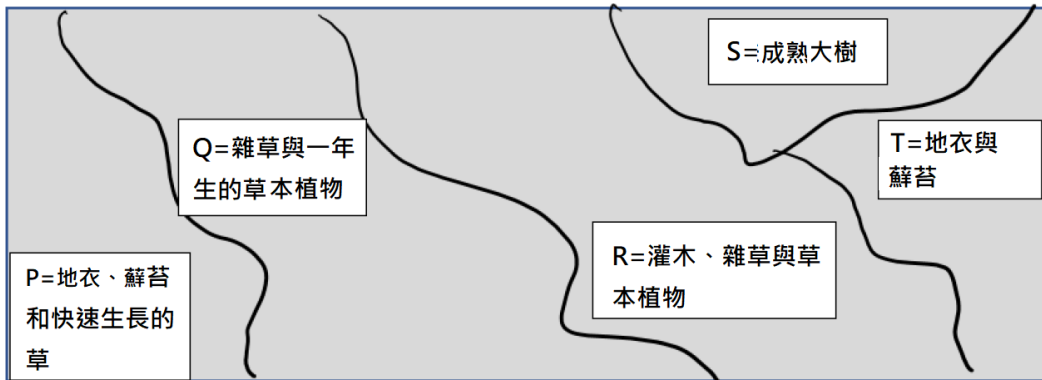 S=成熟大樹
Q=雜草與一年
生的草本植物
T=地衣與
蘚苔
R=灌木、雜草與草
本植物
P=地衣、蘚苔
和快速生長的
草